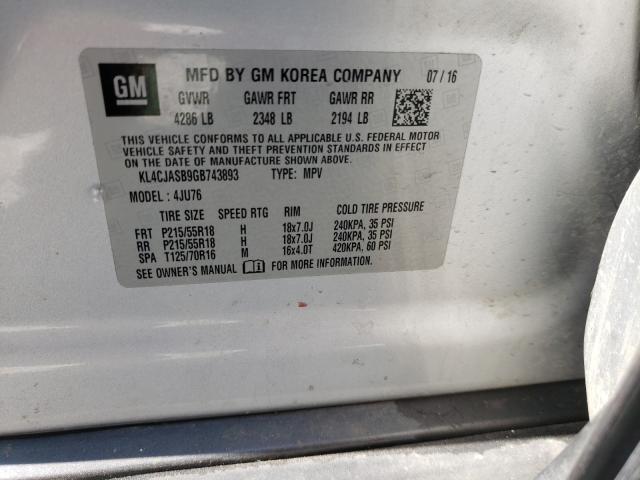 GM MFD BY GM KOREA COMPANY 07/16
GVWR GAWR FRT GAWR RR
4286 LB 2348 LB 2194 LB
THIS VEHICLE CONFORMS TO ALL APPLICABLE U.S. FEDERAL MOTOR
VEHICLE SAFETY AND THEFT PREVENTION STANDARDS IN EFFECT
ON THE DATE OF MANUFACTURE SHOWN ABOVE.
KL4CJASB9GB743893 TYPE: MPV
MODEL: 4JU76
TIRE SIZE SPEED RTG RIM COLD TIRE PRESSURE
FRT P215/55R18 H 18x7.0J 240KPA, 35 PSI
RR P215/55R18 H 18x7.0J 240KPA, 35 PSI
SPA T125/70R16 M 16x4.0T 420KPA, 60 PSI
SEE OWNER'S MANUAL FOR MORE INFORMATION.